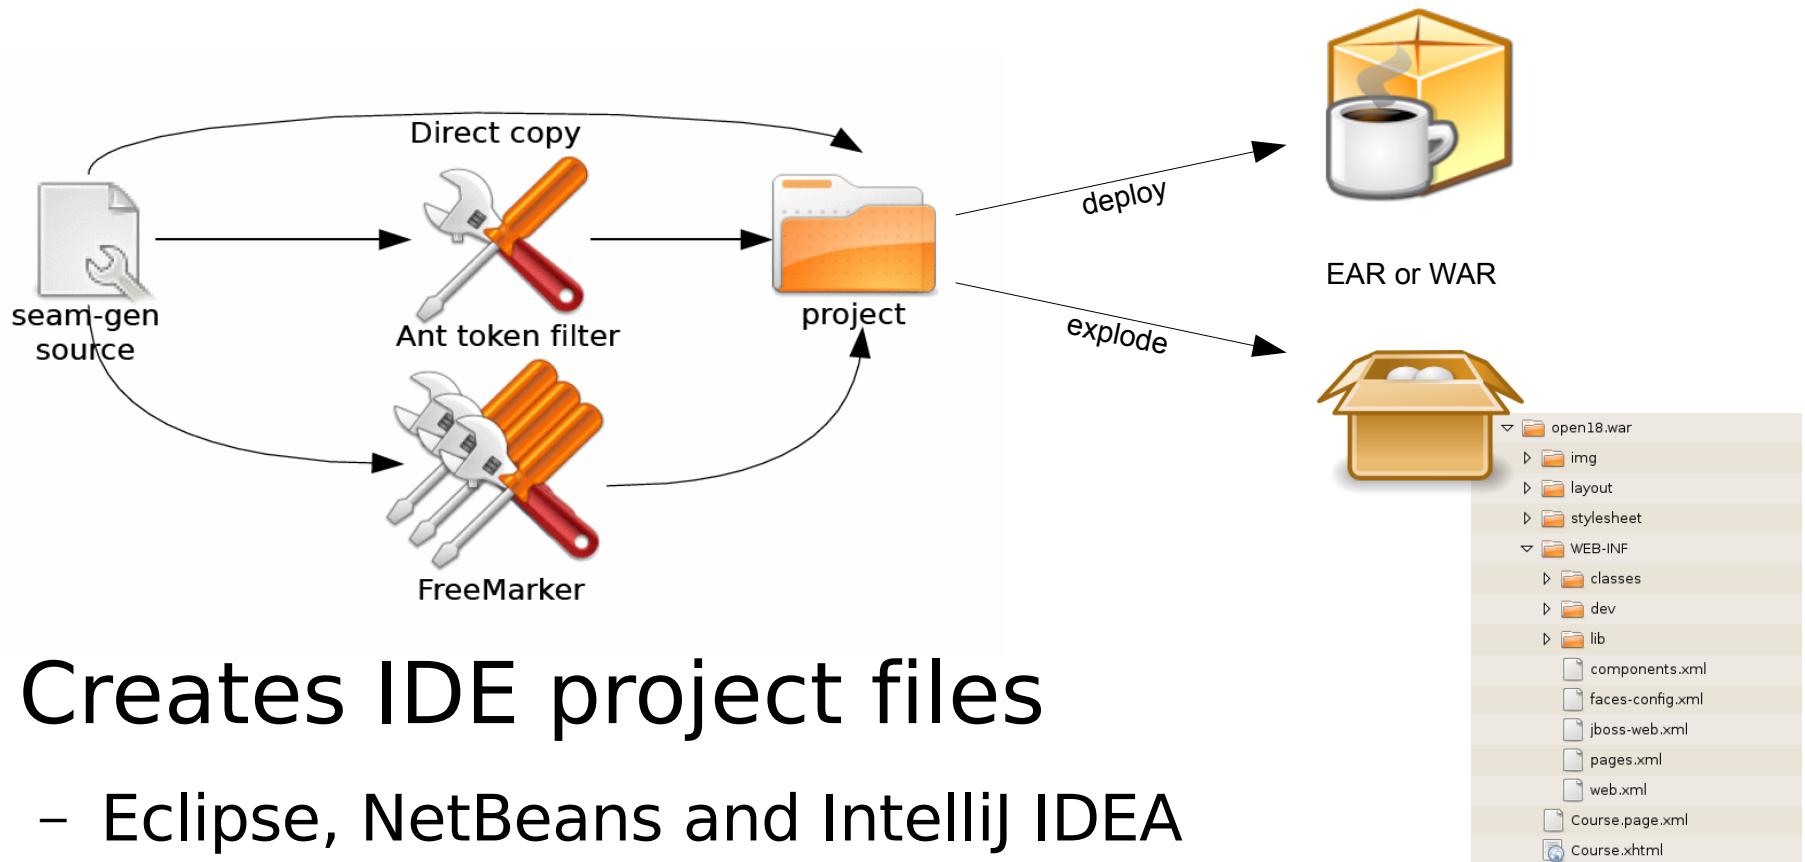 Direct copy
seam-gen
source
Ant token filter
FreeMarker
project
deploy
explode
EAR or WAR
open18.war
img
layout
stylesheet
WEB-INF
classes
dev
lib
components.xml
faces-config.xml
jboss-web.xml
pages.xml
web.xml
Course.page.xml
Course.xhtml
Creates IDE project files
– Eclipse, NetBeans and IntelliJ IDEA